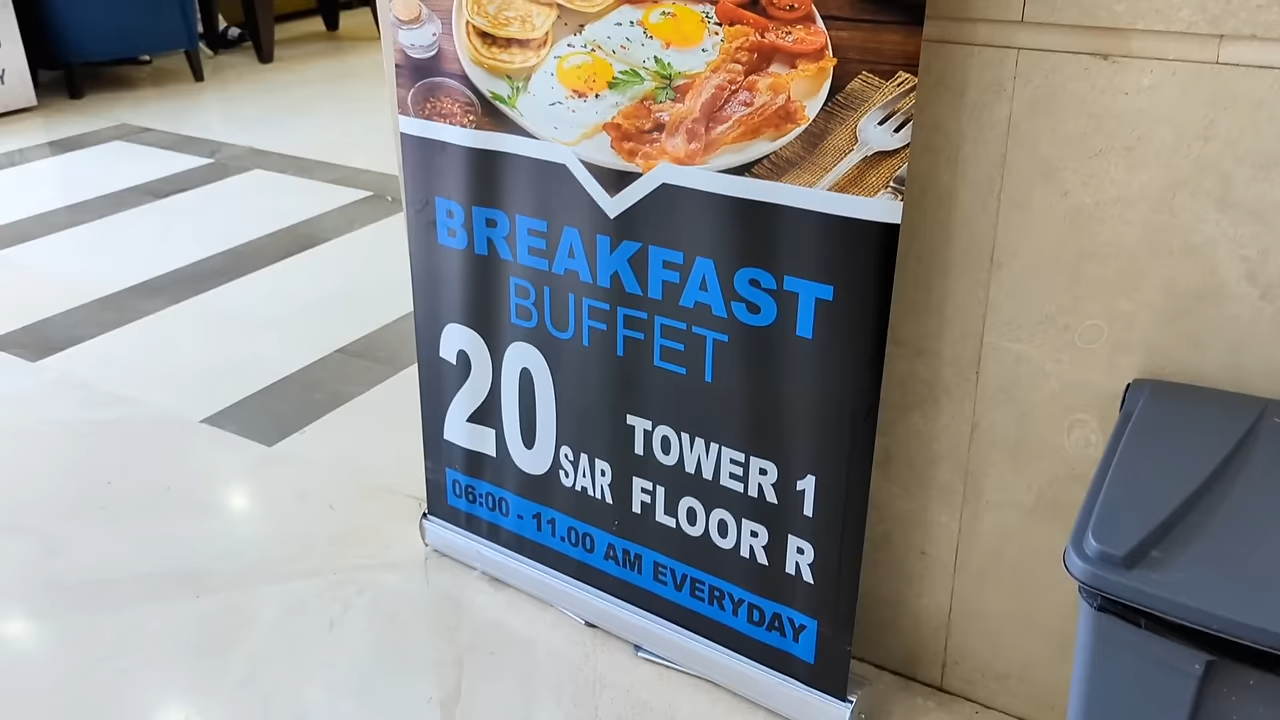 BREAKFAST
BUFFET
20 SAR
TOWER 1
FLOOR R
06:00 - 11.00 AM EVERYDAY
Y